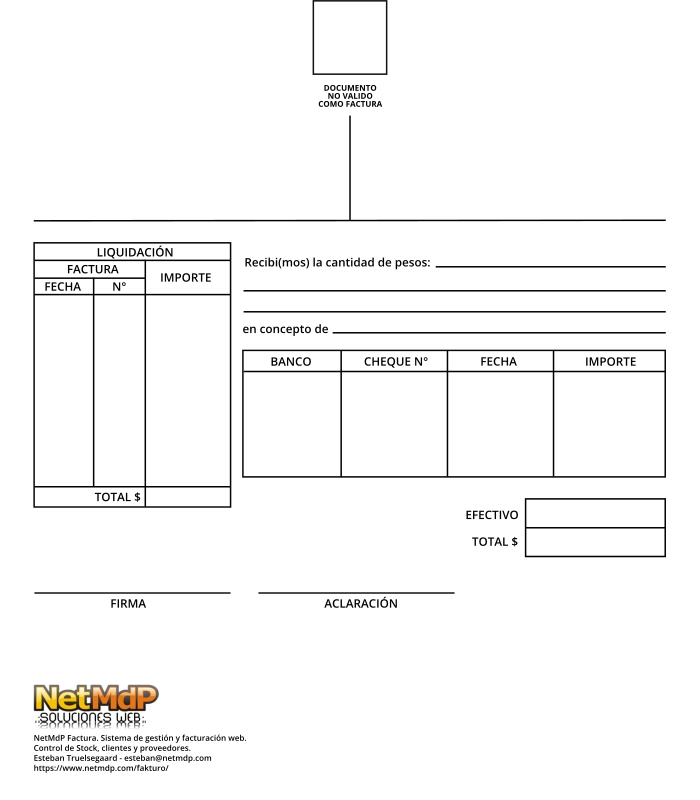 DOCUMENTO
NO VALIDO
COMO FACTURA
LIQUIDACIÓN
FACTURA
IMPORTE
FECHA
Nº
TOTAL $
Recibi(mos) la cantidad de pesos:
en concepto de
BANCO
CHEQUE Nº
FECHA
IMPORTE
EFECTIVO
TOTAL $
FIRMA
ACLARACIÓN
NetMdP
.:SOLUCIONES WEB:.
NetMdP Factura. Sistema de gestión y facturación web.
Control de Stock, clientes y proveedores.
Esteban Truelsegaard - esteban@netmdp.com
https://www.netmdp.com/fakturo/